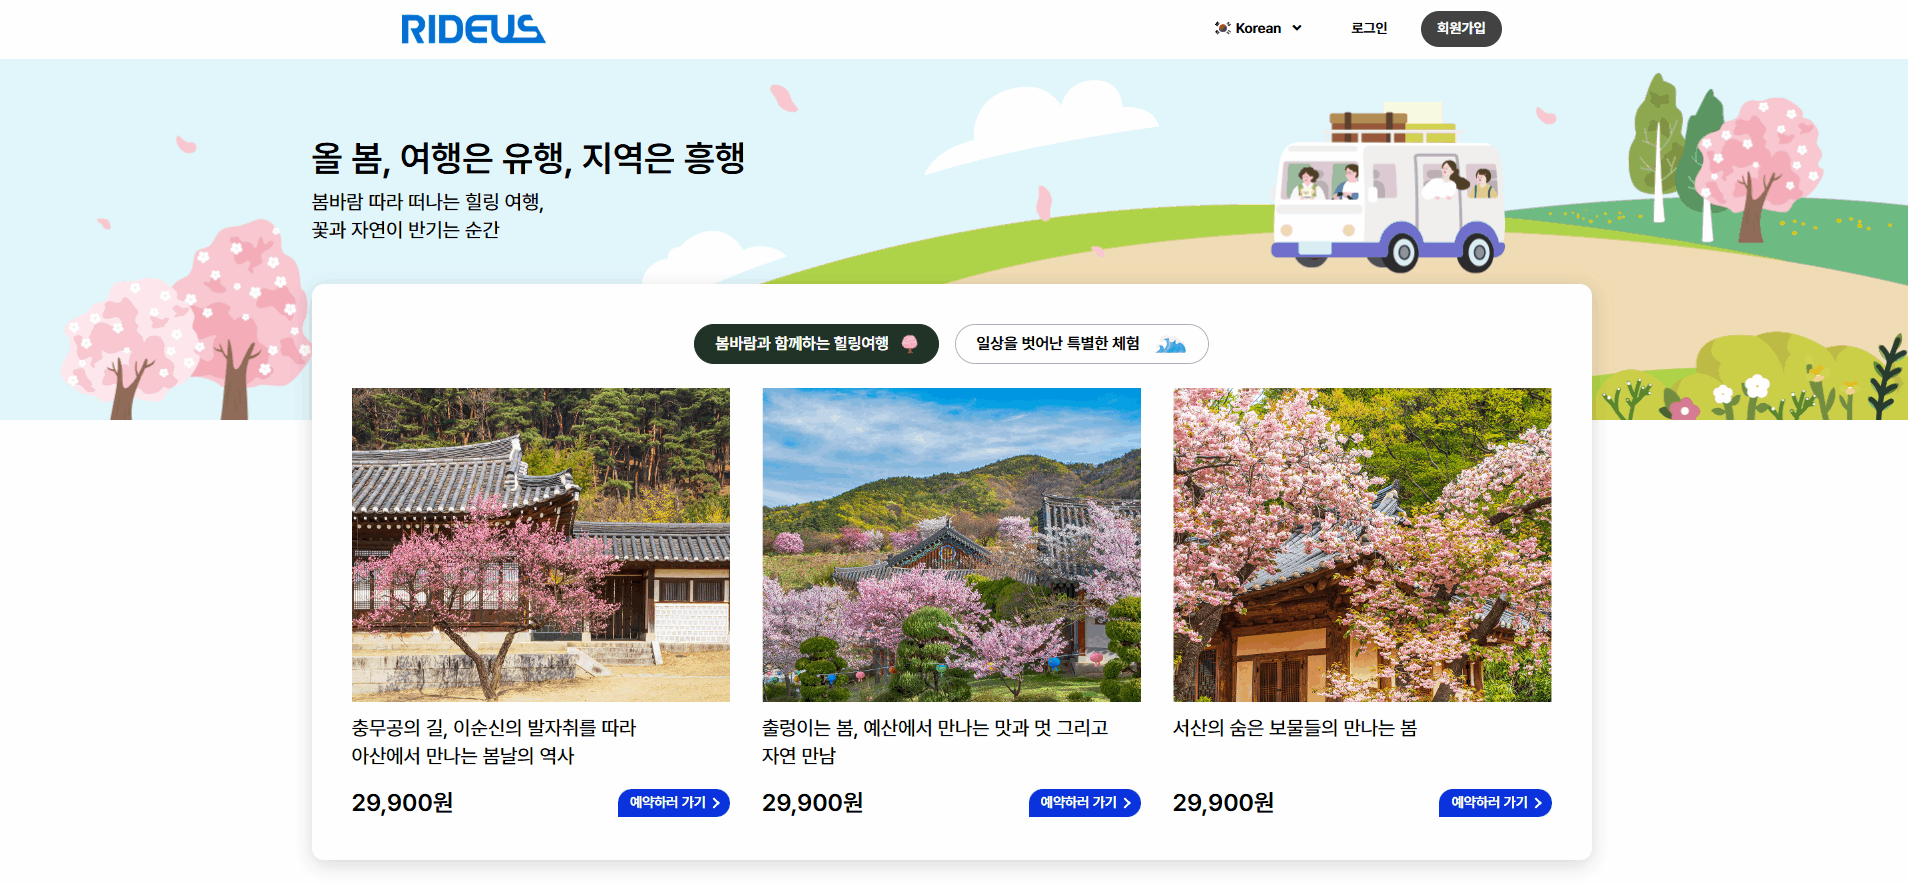 RIDEUS
Korean
로그인
회원가입
올 봄, 여행은 유행, 지역은 흥행
봄바람 따라 떠나는 힐링 여행,
꽃과 자연이 반기는 순간
봄바람과 함께하는 힐링여행
일상을 벗어난 특별한 체험
충무공의 길, 이순신의 발자취를 따라
아산에서 만나는 봄날의 역사
29,900원
예약하러 가기
출렁이는 봄, 예산에서 만나는 맛과 멋 그리고
자연 만남
29,900원
예약하러 가기
서산의 숨은 보물들의 만나는 봄
29,900원
예약하러 가기